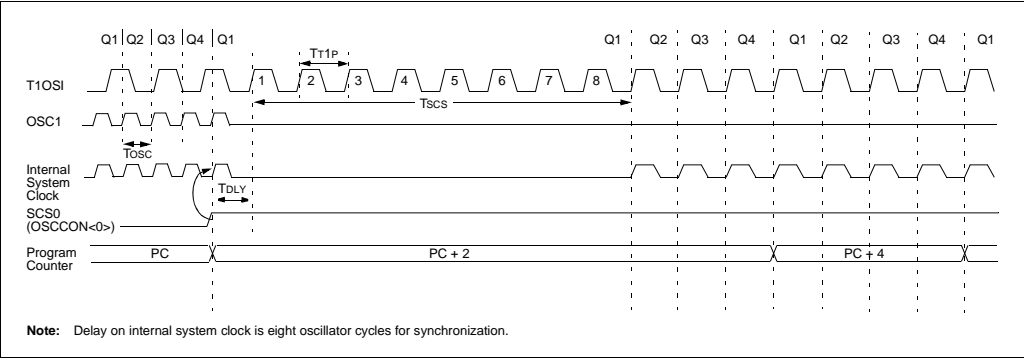 Q1 Q2 Q3 Q4 Q1 Q1 Q2 Q3 Q4 Q1 Q2 Q3 Q4 Q1
TT1P
T1OSI
1 2 3 4 5 6 7 8
TSCS
OSC1
TOSC
Internal
System
Clock
TDLY
SCS0
(OSCCON<0>)
Program
Counter
PC PC + 2 PC + 4
Note: Delay on internal system clock is eight oscillator cycles for synchronization.